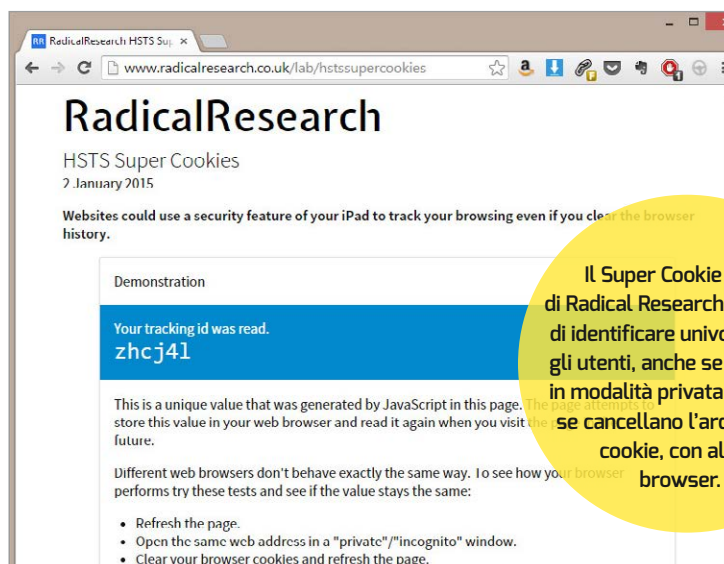 RR RadicalResearch HSTS Sup ×
www.radicalresearch.co.uk/lab/hstssupercookies
RadicalResearch
HSTS Super Cookies
2 January 2015
Websites could use a security feature of your iPad to track your browsing even if you clear the browser
history.
Demonstration
Your tracking id was read.
zhcj4l
This is a unique value that was generated by JavaScript in this page. The page attempts to
store this value in your web browser and read it again when you visit the
future.
Different web browsers don't behave exactly the same way. To see how your browser
performs try these tests and see if the value stays the same:
• Refresh the page.
• Open the same web address in a "private"/"incognito" window.
• Clear your browser cookies and refresh the page.
Il Super Cookie
di Radical Research
di identificare univo
gli utenti, anche se
in modalità privata
se cancellano l'arc
cookie, con al
browser.